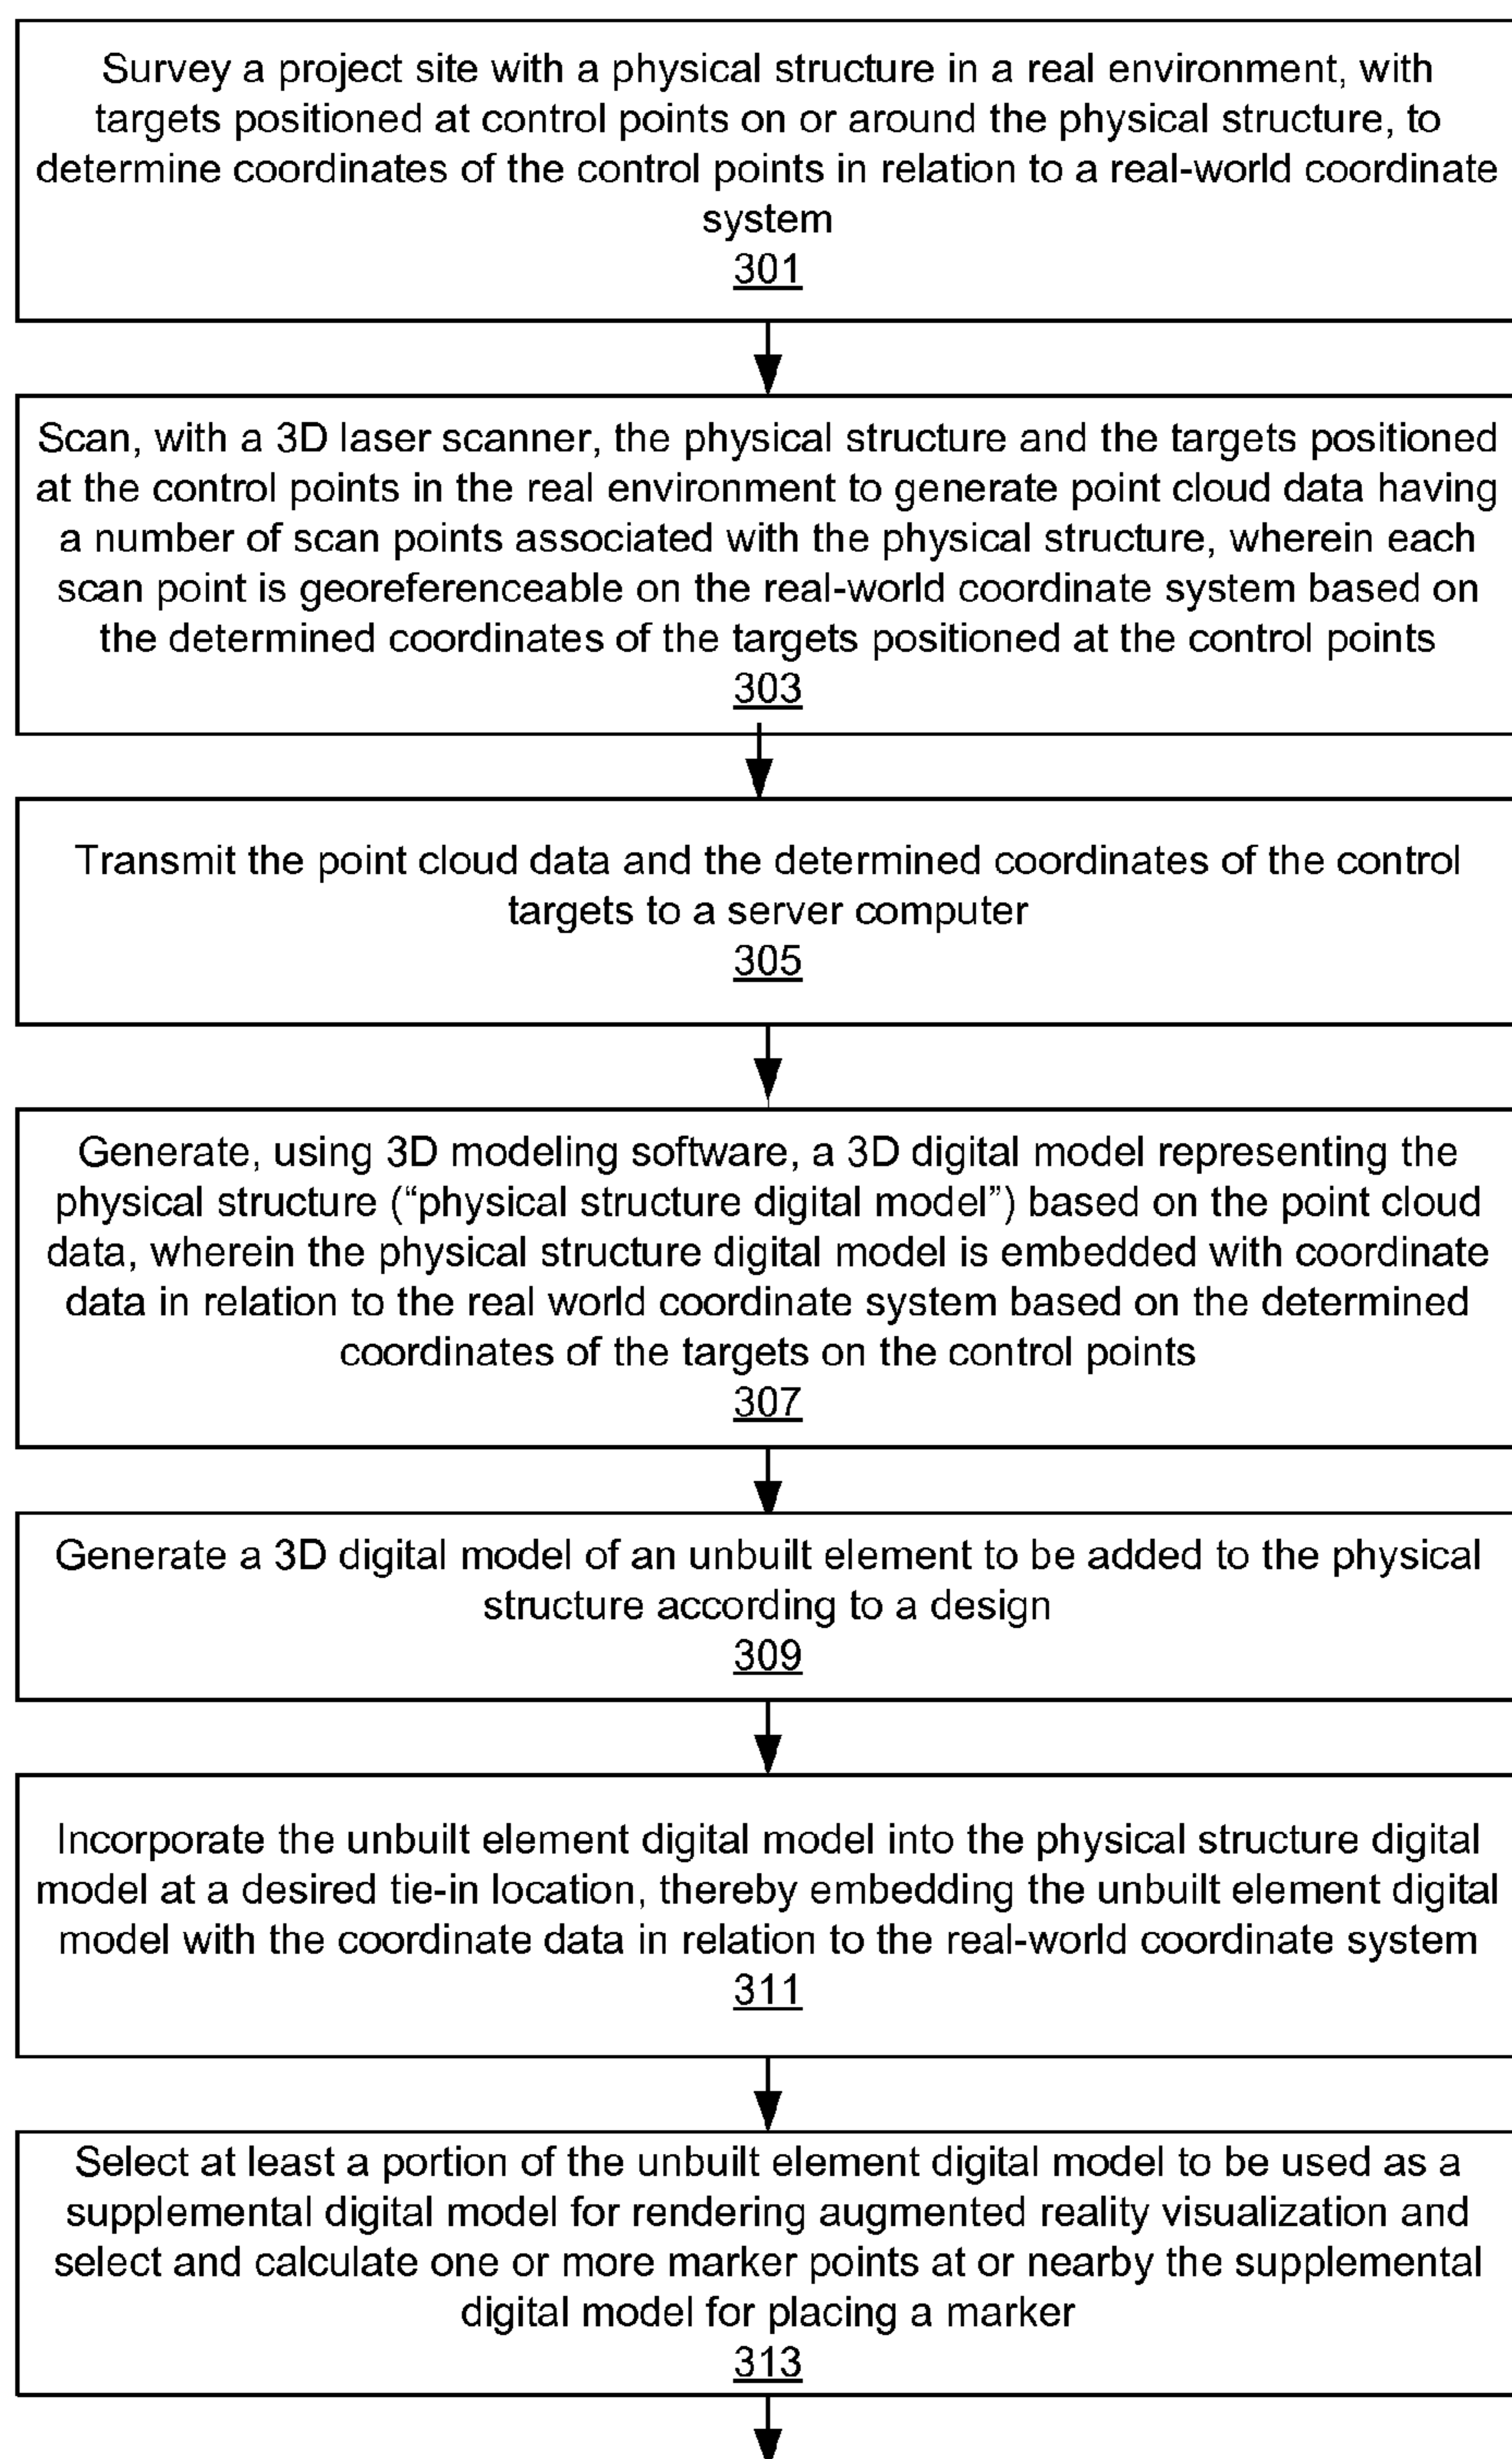 Survey a project site with a physical structure in a real environment, with
targets positioned at control points on or around the physical structure, to
determine coordinates of the control points in relation to a real-world coordinate
system
301
Scan, with a 3D laser scanner, the physical structure and the targets positioned
at the control points in the real environment to generate point cloud data having
a number of scan points associated with the physical structure, wherein each
scan point is georeferenceable on the real-world coordinate system based on
the determined coordinates of the targets positioned at the control points
303
Transmit the point cloud data and the determined coordinates of the control
targets to a server computer
305
Generate, using 3D modeling software, a 3D digital model representing the
physical structure (“physical structure digital model”) based on the point cloud
data, wherein the physical structure digital model is embedded with coordinate
data in relation to the real world coordinate system based on the determined
coordinates of the targets on the control points
307
Generate a 3D digital model of an unbuilt element to be added to the physical
structure according to a design
309
Incorporate the unbuilt element digital model into the physical structure digital
model at a desired tie-in location, thereby embedding the unbuilt element digital
model with the coordinate data in relation to the real-world coordinate system
311
Select at least a portion of the unbuilt element digital model to be used as a
supplemental digital model for rendering augmented reality visualization and
select and calculate one or more marker points at or nearby the supplemental
digital model for placing a marker
313